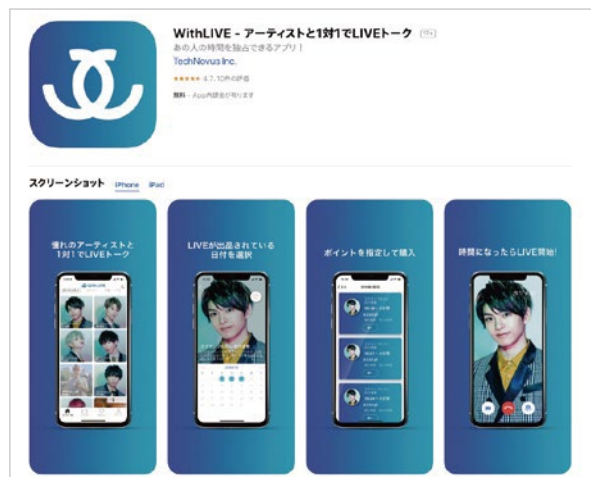 WithLIVE - アーティストと1対1でLIVEトーク
あの人の時間を独占できるアプリ！
TechNovus Inc.
★★★★★ 4.7, 10件の評価
無料 - App内課金が有ります
スクリーンショット iPhone iPad
憧れのアーティストと
1対1でLIVEトーク
LIVEが出品されている
日付を選択
ポイントを指定して購入
時間になったらLIVE開始!